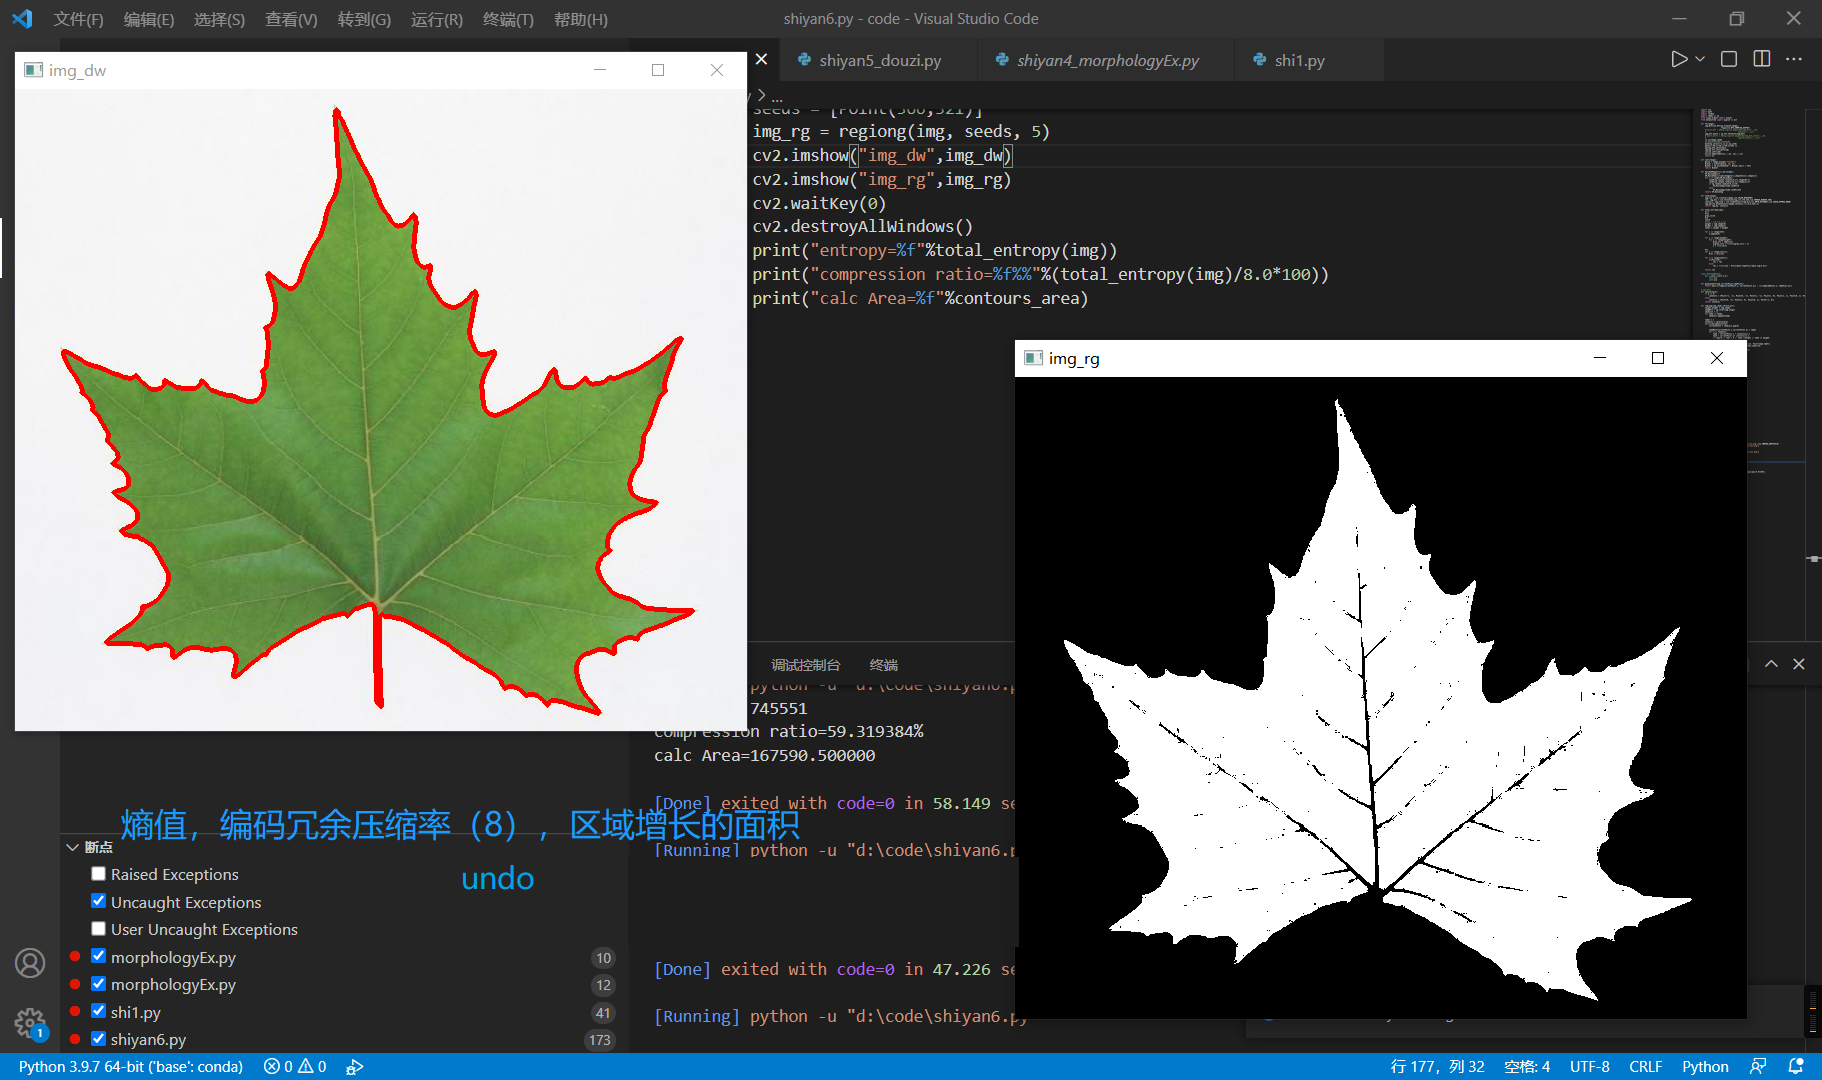 文件(F) 编辑(E) 选择(S) 查看(V) 转到(G) 运行(R) 终端(T) 帮助(H) shiyan6.py - code - Visual Studio Code
img_dw
shiyan5_douzi.py shiyan4_morphologyEx.py shi1.py
y > ...
seeds = [Point(300,321)]
img_rg = regiong(img, seeds, 5)
cv2.imshow("img_dw",img_dw)
cv2.imshow("img_rg",img_rg)
cv2.waitKey(0)
cv2.destroyAllWindows()
print("entropy=%f"%total_entropy(img))
print("compression ratio=%f%%"%(total_entropy(img)/8.0*100))
print("calc Area=%f"%contours_area)
img_rg
调试控制台 终端
python -u "d:\code\shiyan6.p
745551
compression ratio=59.319384%
calc Area=167590.500000
[Done] exited with code=0 in 58.149 se
[Running] python -u "d:\code\shiyan6.p
[Done] exited with code=0 in 47.226 se
[Running] python -u "d:\code\shiyan6.py
熵值，编码冗余压缩率（8），区域增长的面积
undo
断点
Raised Exceptions
Uncaught Exceptions
User Uncaught Exceptions
morphologyEx.py 10
morphologyEx.py 12
shi1.py 41
shiyan6.py 173
1
Python 3.9.7 64-bit ('base': conda) 0 0 行 177，列 32 空格: 4 UTF-8 CRLF Python